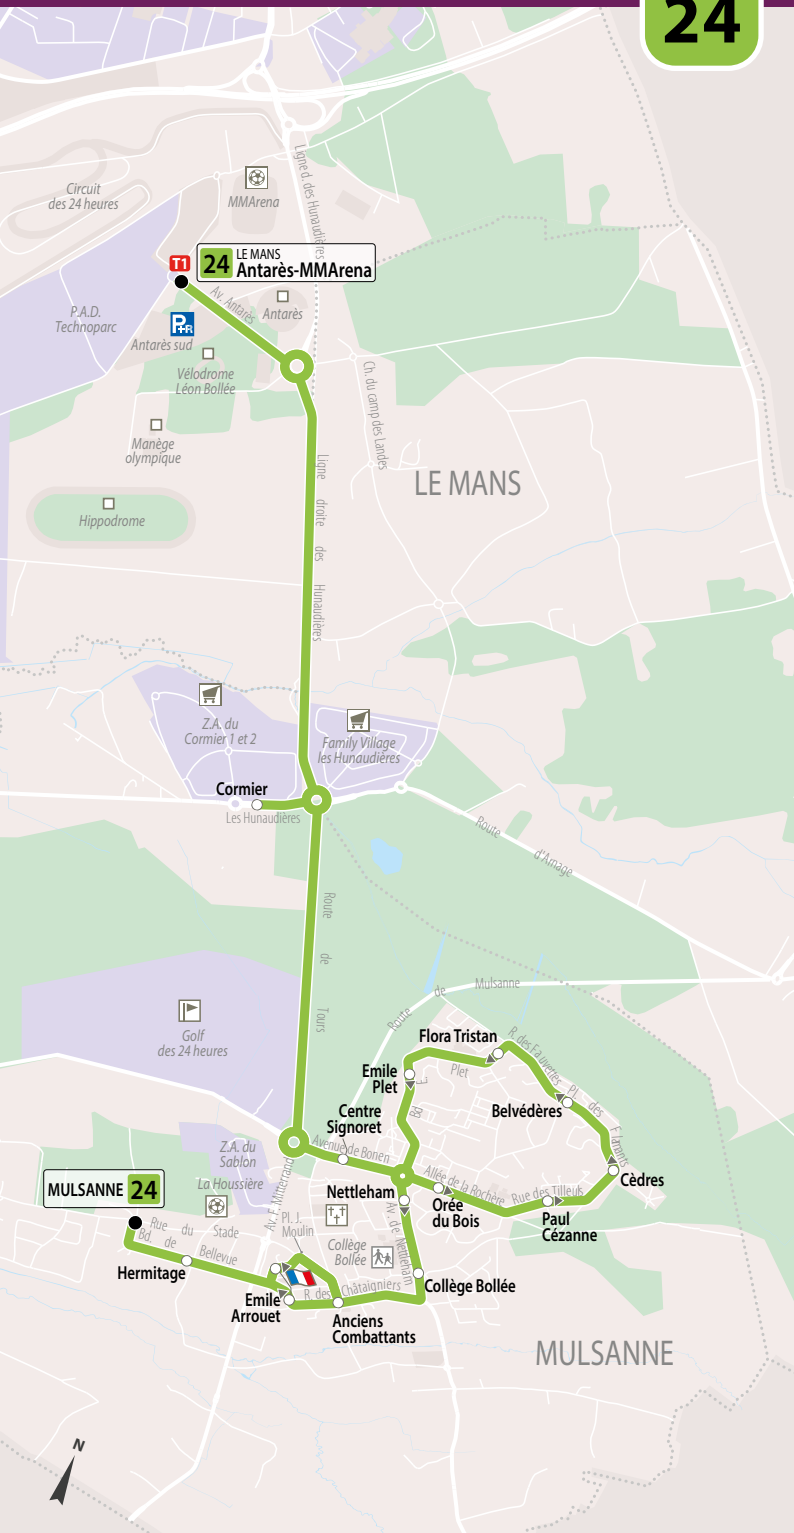 24
Ligne d. des Hunaudières
Circuit
des 24 heures
MMArena
T1
24
LE MANS
Antarès-MMArena
Av. Antarès
Antarès
P.A.D.
Technoparc
P+R
Antarès sud
Vélodrome
Léon Bollée
Ch. du camp des Landes
Manège
olympique
LE MANS
Hippodrome
Ligne droite des Hunaudières
Z.A. du
Cormier 1 et 2
Family Village
les Hunaudières
Cormier
Les Hunaudières
Route d'Arnage
Route de Tours
Route de Mulsanne
Golf
des 24 heures
Flora Tristan
R. des Fauvettes
Emile
Plet
Bd E.
Plet
Pl. des
Belvédères
Centre
Signoret
Avenue de Bonen
Cèdres
Z.A. du
Sablon
La Houssière
Av. F. Mitterrand
Nettleham
Allée de la Rochère
Rue des Tilleuls
Orée
du Bois
Paul
Cézanne
MULSANNE 24
Rue du Stade
Bd. de Bellevue
Pl. J.
Moulin
Av. de Nettleham
Collège
Bollée
Hermitage
Collège Bollée
R. des Châtaigniers
Emile
Arrouet
Anciens
Combattants
MULSANNE
N